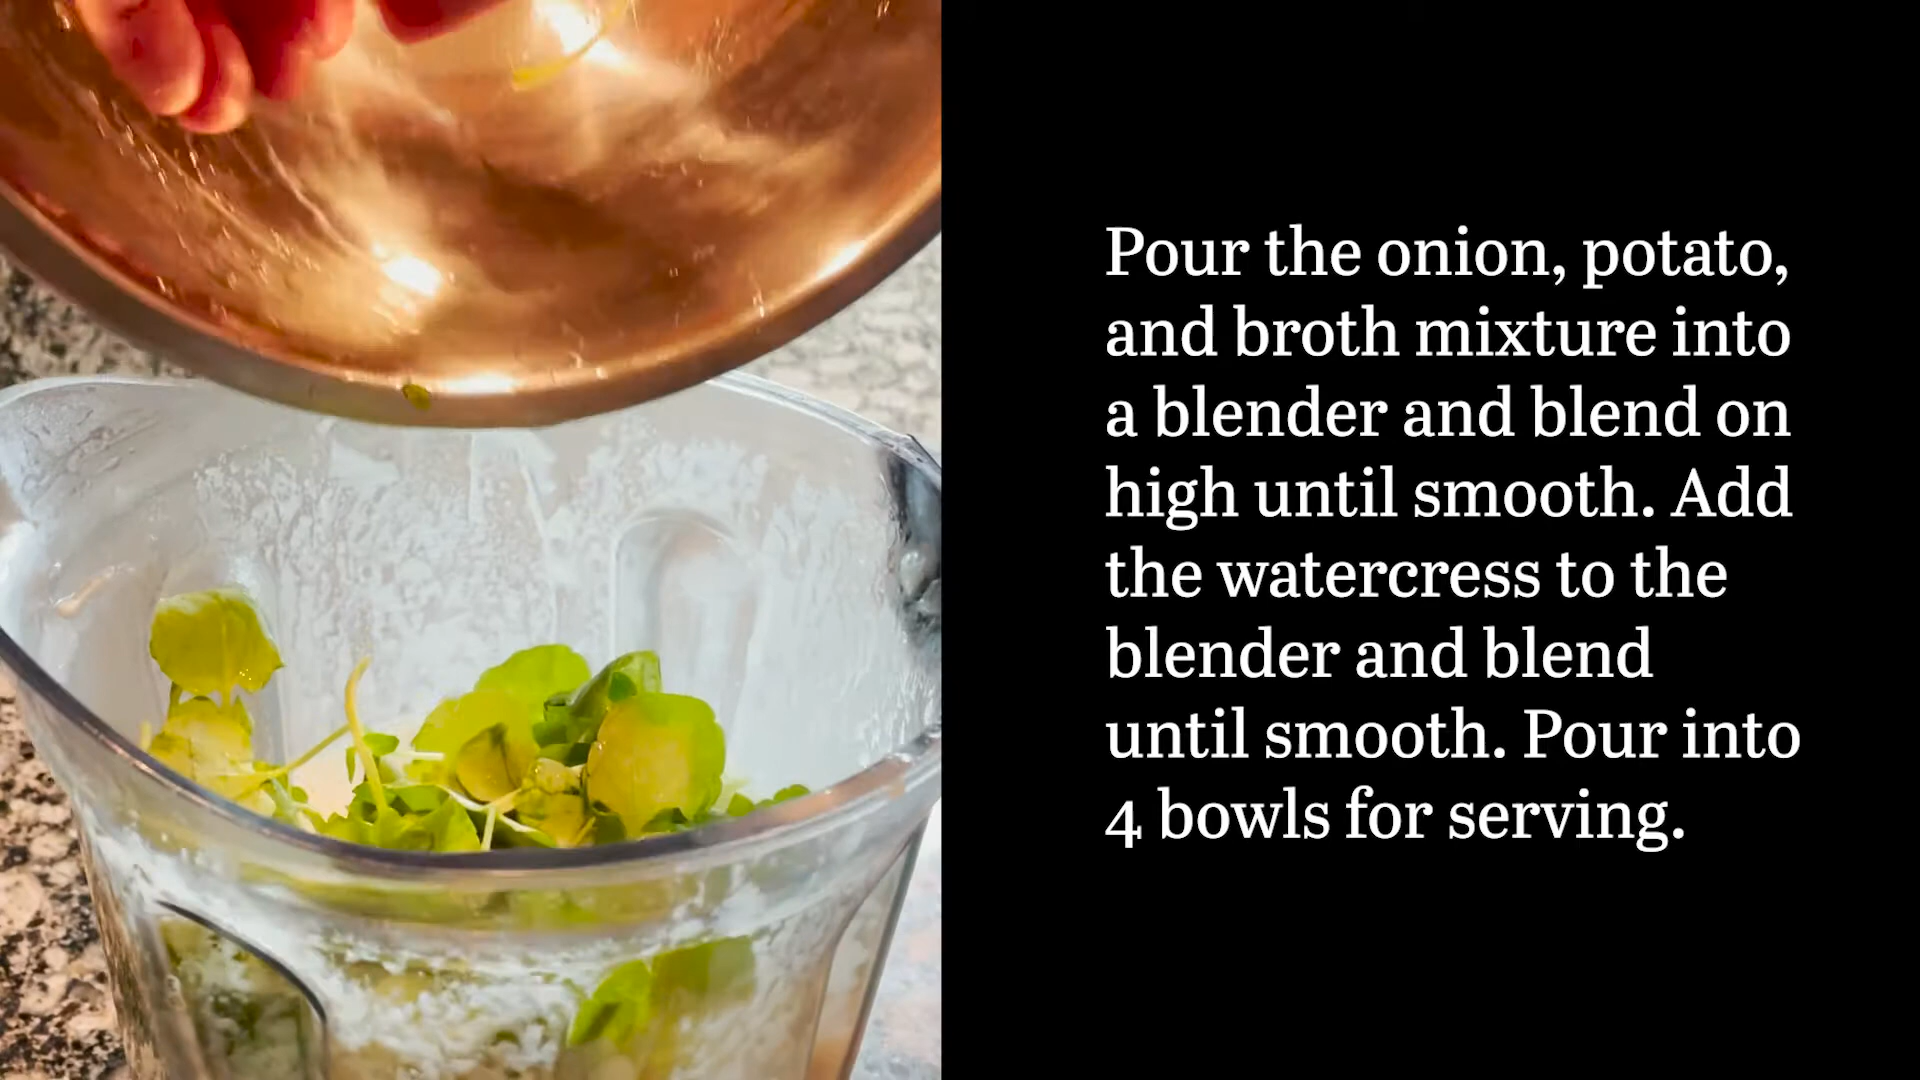 Pour the onion, potato,
and broth mixture into
a blender and blend on
high until smooth. Add
the watercress to the
blender and blend
until smooth. Pour into
4 bowls for serving.